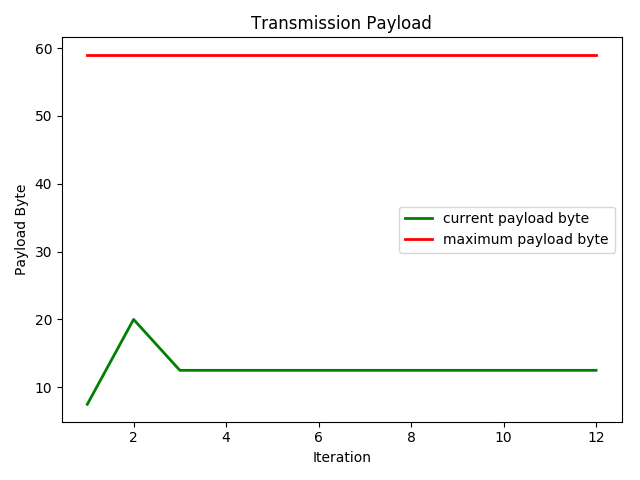 Transmission Payload
Payload Byte
60
50
40
30
20
10
current payload byte
maximum payload byte
2 4 6 8 10 12
Iteration